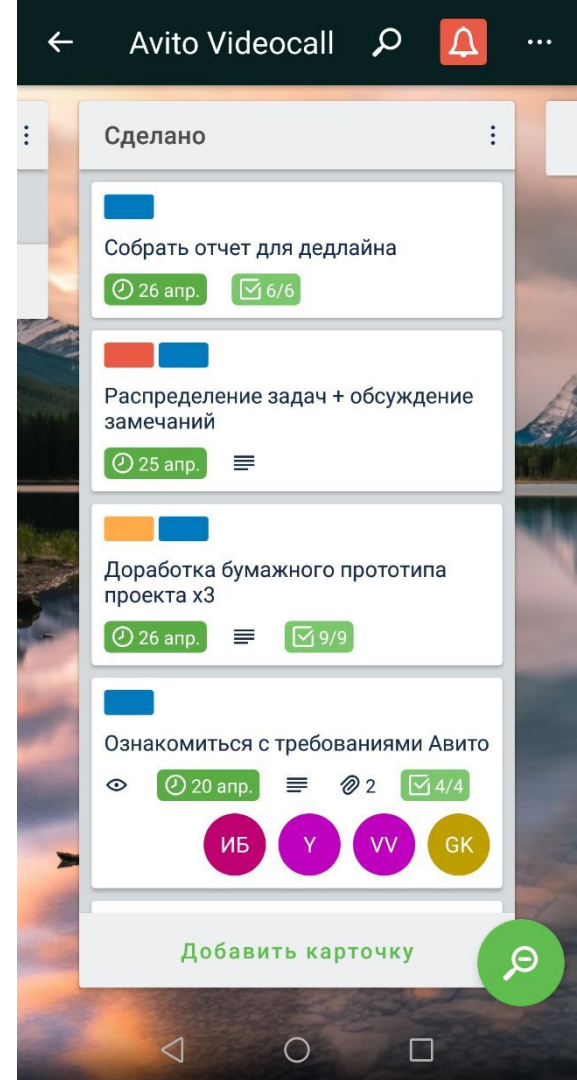 Avito Videocall
Сделано
Собрать отчет для дедлайна
26 апр. 6/6
Распределение задач + обсуждение
замечаний
25 апр.
Доработка бумажного прототипа
проекта х3
26 апр. 9/9
Ознакомиться с требованиями Авито
20 апр. 2 4/4
ИБ Y VV GK
Добавить карточку